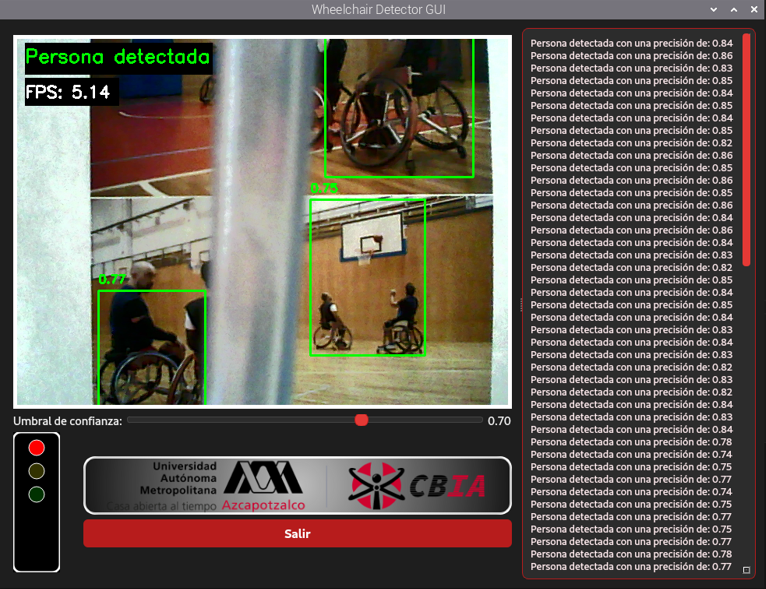 Wheelchair Detector GUI
Persona detectada
FPS: 5.14
0.75
0.77
Umbral de confianza:
0.70
Universidad
Autónoma
Metropolitana
Casa abierta al tiempo
Azcapotzalco
CBIA
Salir
Persona detectada con una precisión de: 0.84
Persona detectada con una precisión de: 0.86
Persona detectada con una precisión de: 0.83
Persona detectada con una precisión de: 0.85
Persona detectada con una precisión de: 0.84
Persona detectada con una precisión de: 0.85
Persona detectada con una precisión de: 0.84
Persona detectada con una precisión de: 0.85
Persona detectada con una precisión de: 0.82
Persona detectada con una precisión de: 0.86
Persona detectada con una precisión de: 0.85
Persona detectada con una precisión de: 0.86
Persona detectada con una precisión de: 0.85
Persona detectada con una precisión de: 0.86
Persona detectada con una precisión de: 0.84
Persona detectada con una precisión de: 0.86
Persona detectada con una precisión de: 0.84
Persona detectada con una precisión de: 0.83
Persona detectada con una precisión de: 0.82
Persona detectada con una precisión de: 0.85
Persona detectada con una precisión de: 0.84
Persona detectada con una precisión de: 0.85
Persona detectada con una precisión de: 0.84
Persona detectada con una precisión de: 0.83
Persona detectada con una precisión de: 0.84
Persona detectada con una precisión de: 0.83
Persona detectada con una precisión de: 0.82
Persona detectada con una precisión de: 0.83
Persona detectada con una precisión de: 0.82
Persona detectada con una precisión de: 0.84
Persona detectada con una precisión de: 0.83
Persona detectada con una precisión de: 0.84
Persona detectada con una precisión de: 0.78
Persona detectada con una precisión de: 0.74
Persona detectada con una precisión de: 0.75
Persona detectada con una precisión de: 0.77
Persona detectada con una precisión de: 0.74
Persona detectada con una precisión de: 0.75
Persona detectada con una precisión de: 0.77
Persona detectada con una precisión de: 0.75
Persona detectada con una precisión de: 0.77
Persona detectada con una precisión de: 0.78
Persona detectada con una precisión de: 0.77